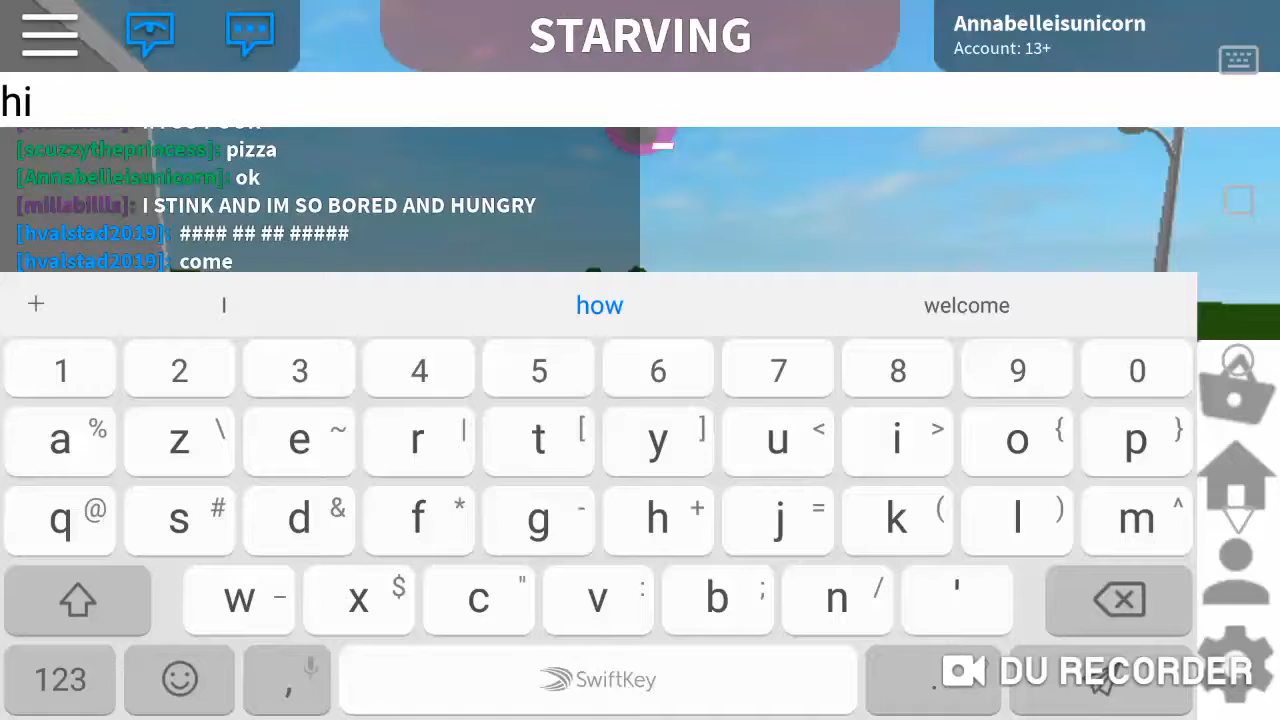 STARVING
Annabelleisunicorn
Account: 13+
hi
[scuzzytheprincess]: pizza
[Annabelleisunicorn]: ok
[millabillls]: I STINK AND IM SO BORED AND HUNGRY
[hvalstad2019]: #### ## ## #####
[hvalstad2019]: come
+ I how welcome
1 2 3 4 5 6 7 8 9 0
a % z \ e ~ r | t [ y ] u < i > o { p }
q @ s # d & f * g - h + j = k ( l ) m ^
w _ x $ c " v : b ; n / '
123 , SwiftKey .
DU RECORDER